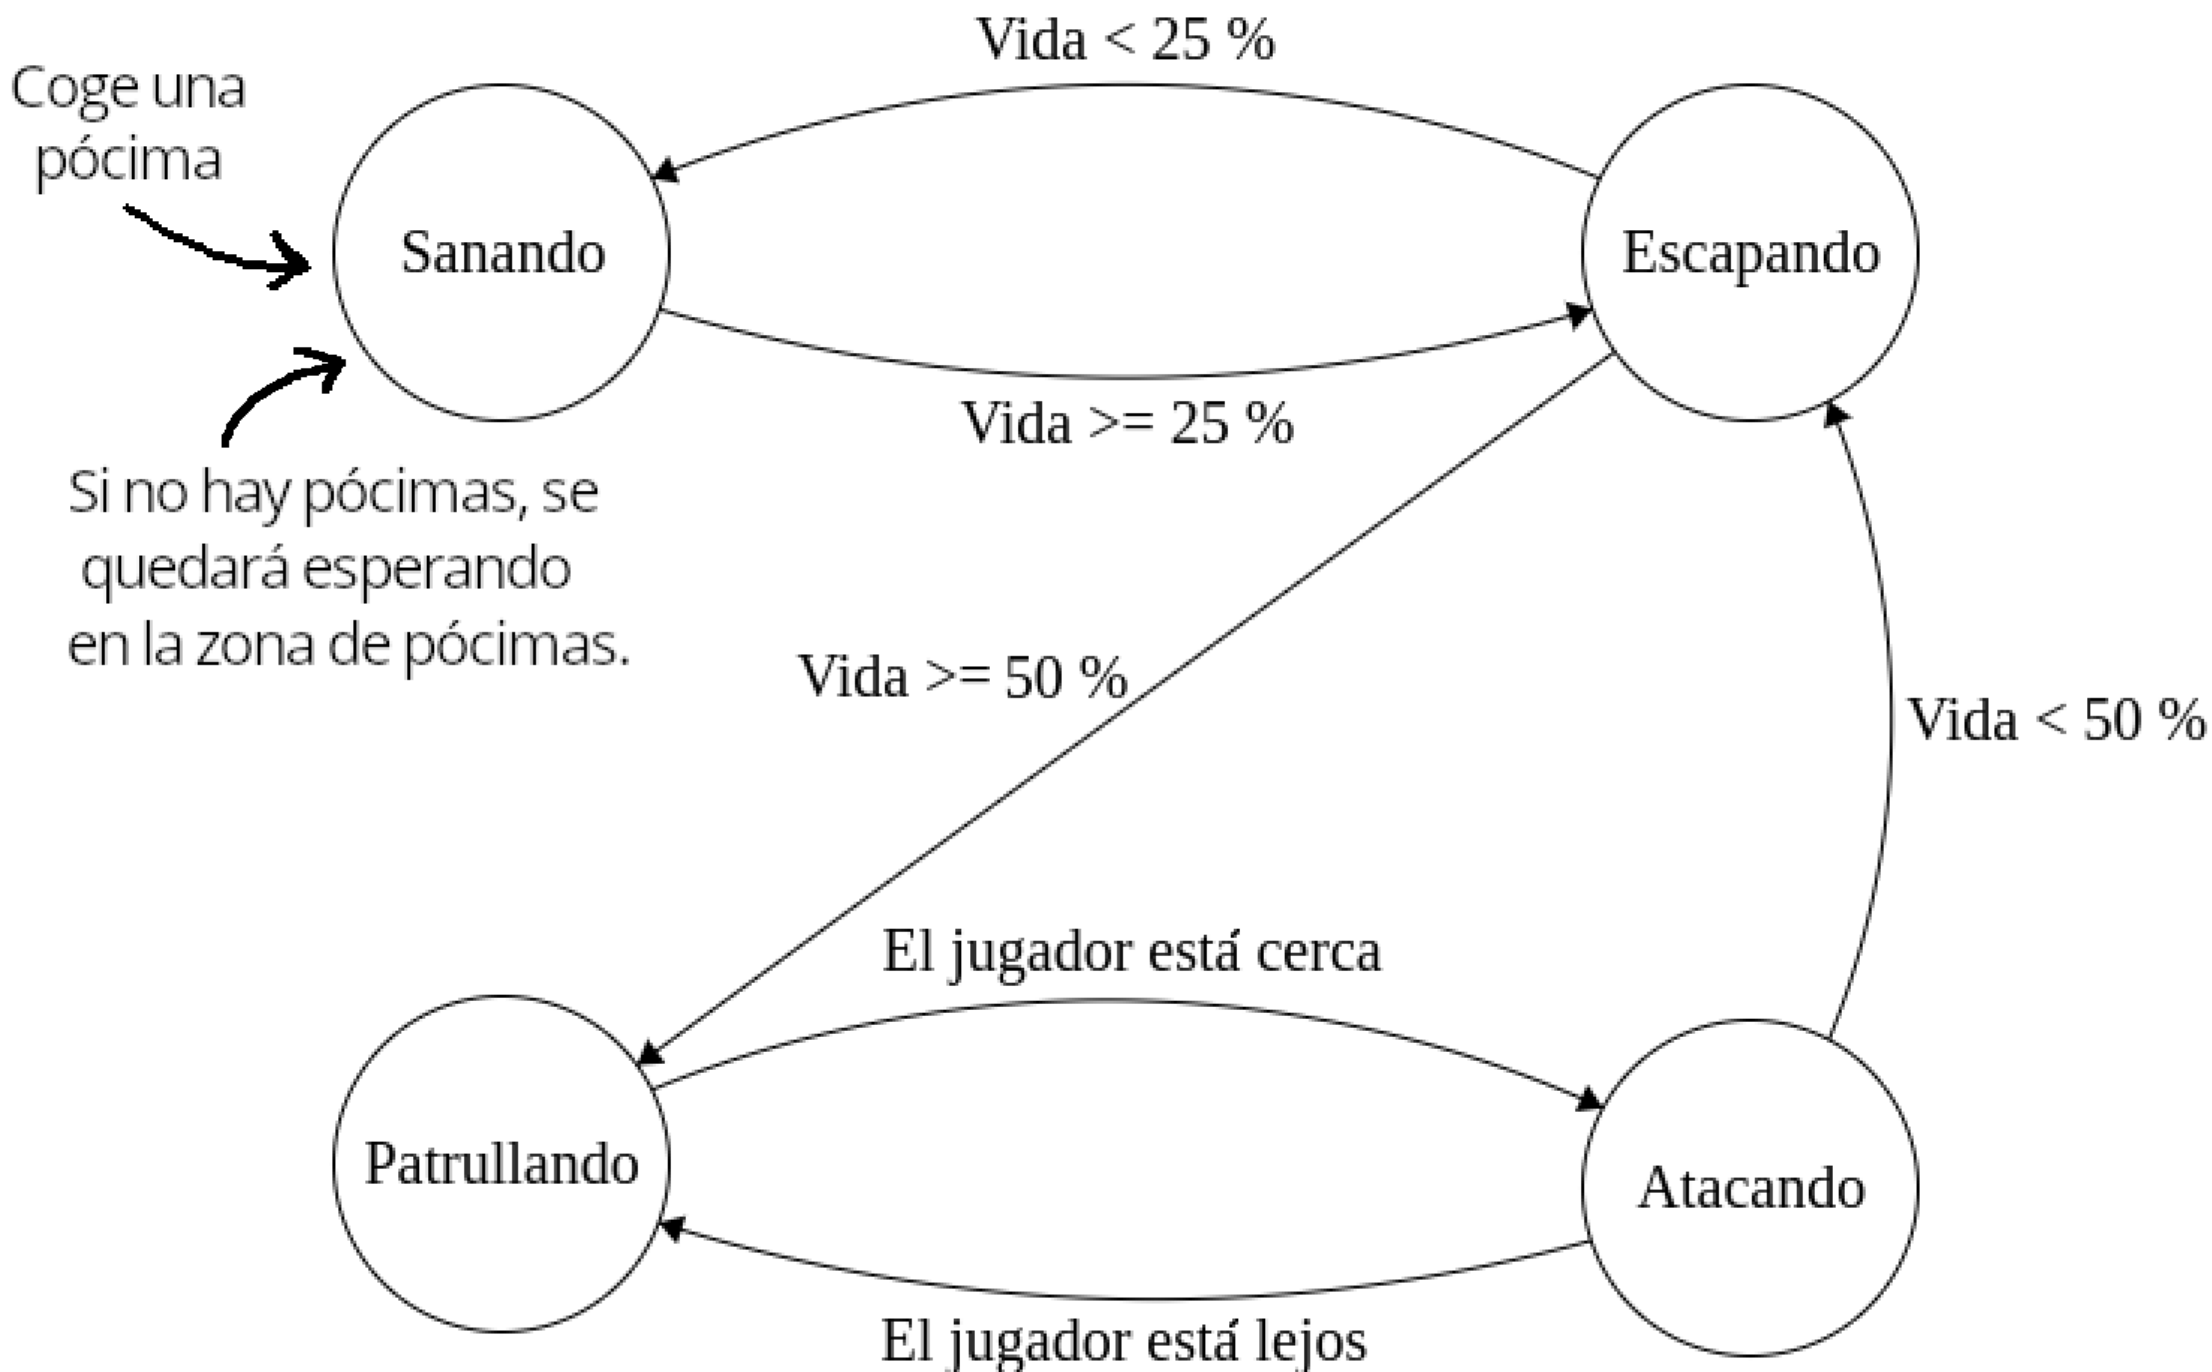 Vida < 25 %
Coge una
pócima
Sanando
Escapando
Vida >= 25 %
Si no hay pócimas, se
quedará esperando
en la zona de pócimas.
Vida >= 50 %
Vida < 50 %
El jugador está cerca
Patrullando
Atacando
El jugador está lejos